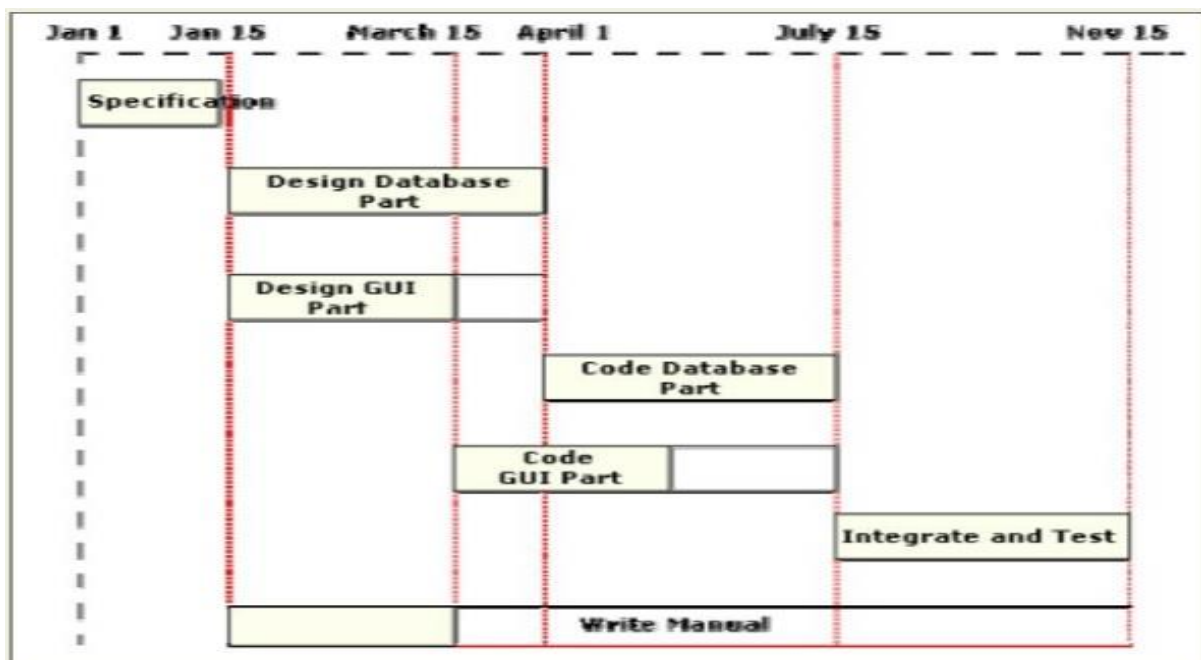 Jan 1 Jan 15 March 15 April 1 July 15 Nov 15
Specification
Design Database
Part
Design GUI
Part
Code Database
Part
Code
GUI Part
Integrate and Test
Write Manual